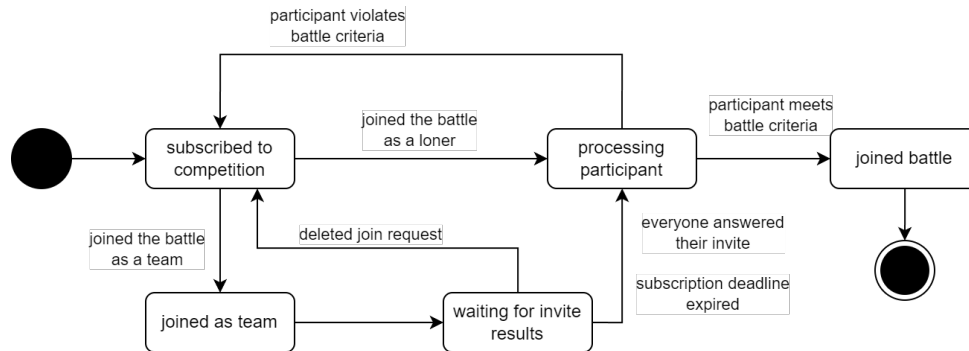 participant violates
battle criteria
joined the battle
as a loner
participant meets
battle criteria
subscribed to
competition
processing
participant
joined battle
joined the battle
as a team
deleted join request
everyone answered
their invite
subscription deadline
expired
joined as team
waiting for invite
results